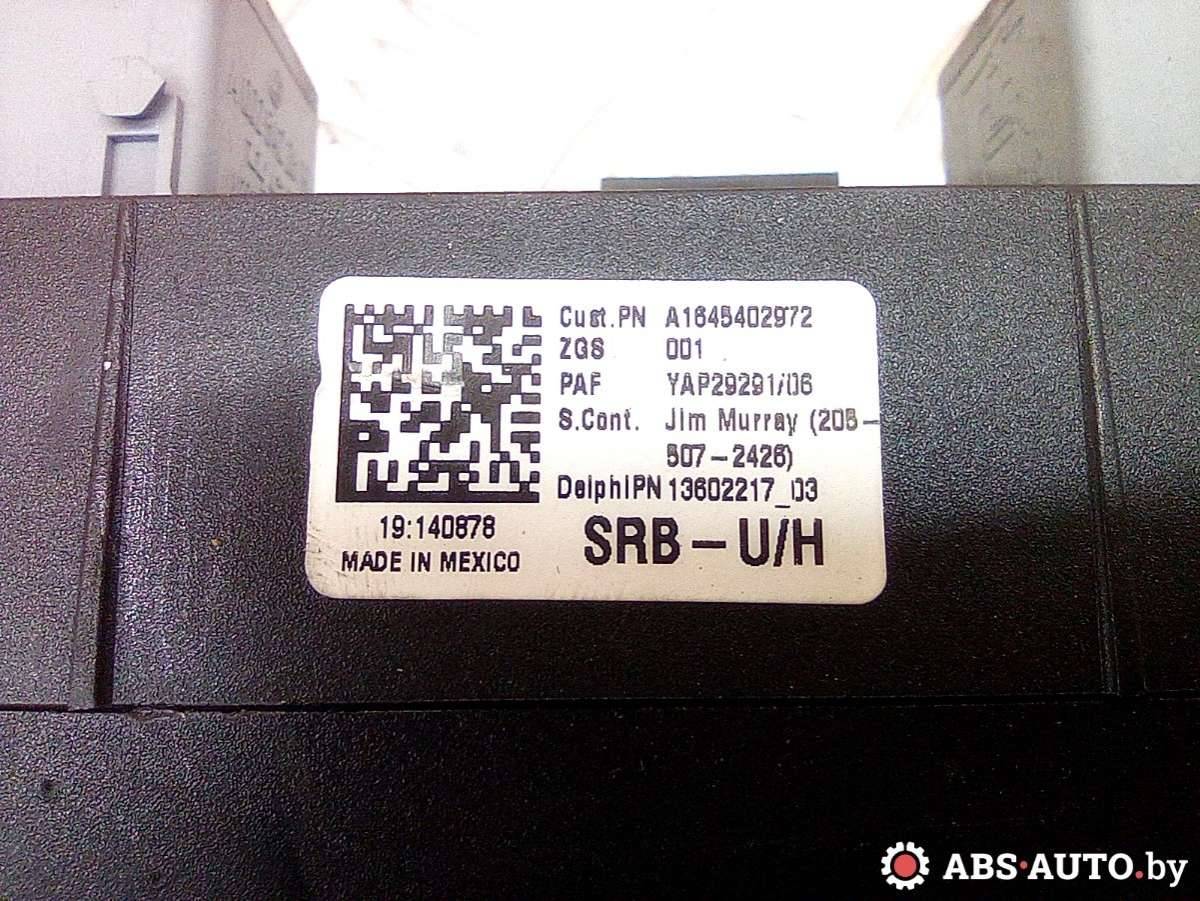 Cust.PN A1645402972
ZGS 001
PAF YAP29291/06
S.Cont. Jim Murray (205-
507-2426)
DelphiPN 13602217_03
19:140878
MADE IN MEXICO
SRB-U/H
ABS·AUTO.by